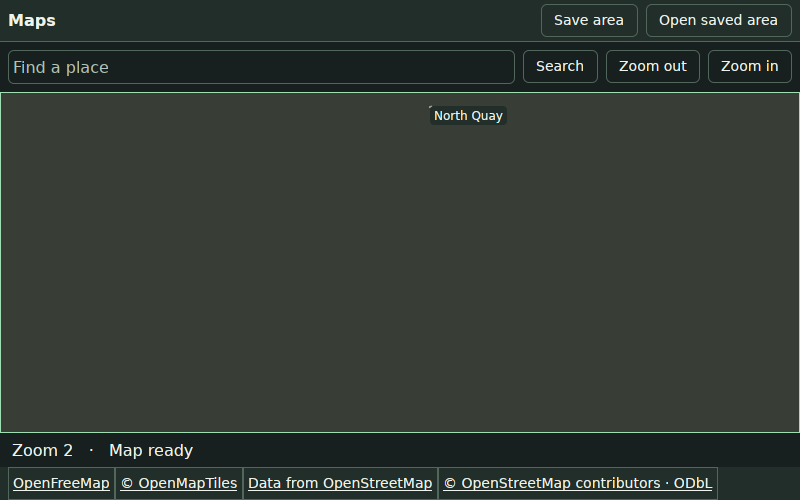 Maps
Save area
Open saved area
Find a place
Search
Zoom out
Zoom in
North Quay
Zoom 2 · Map ready
OpenFreeMap
© OpenMapTiles
Data from OpenStreetMap
© OpenStreetMap contributors · ODbL